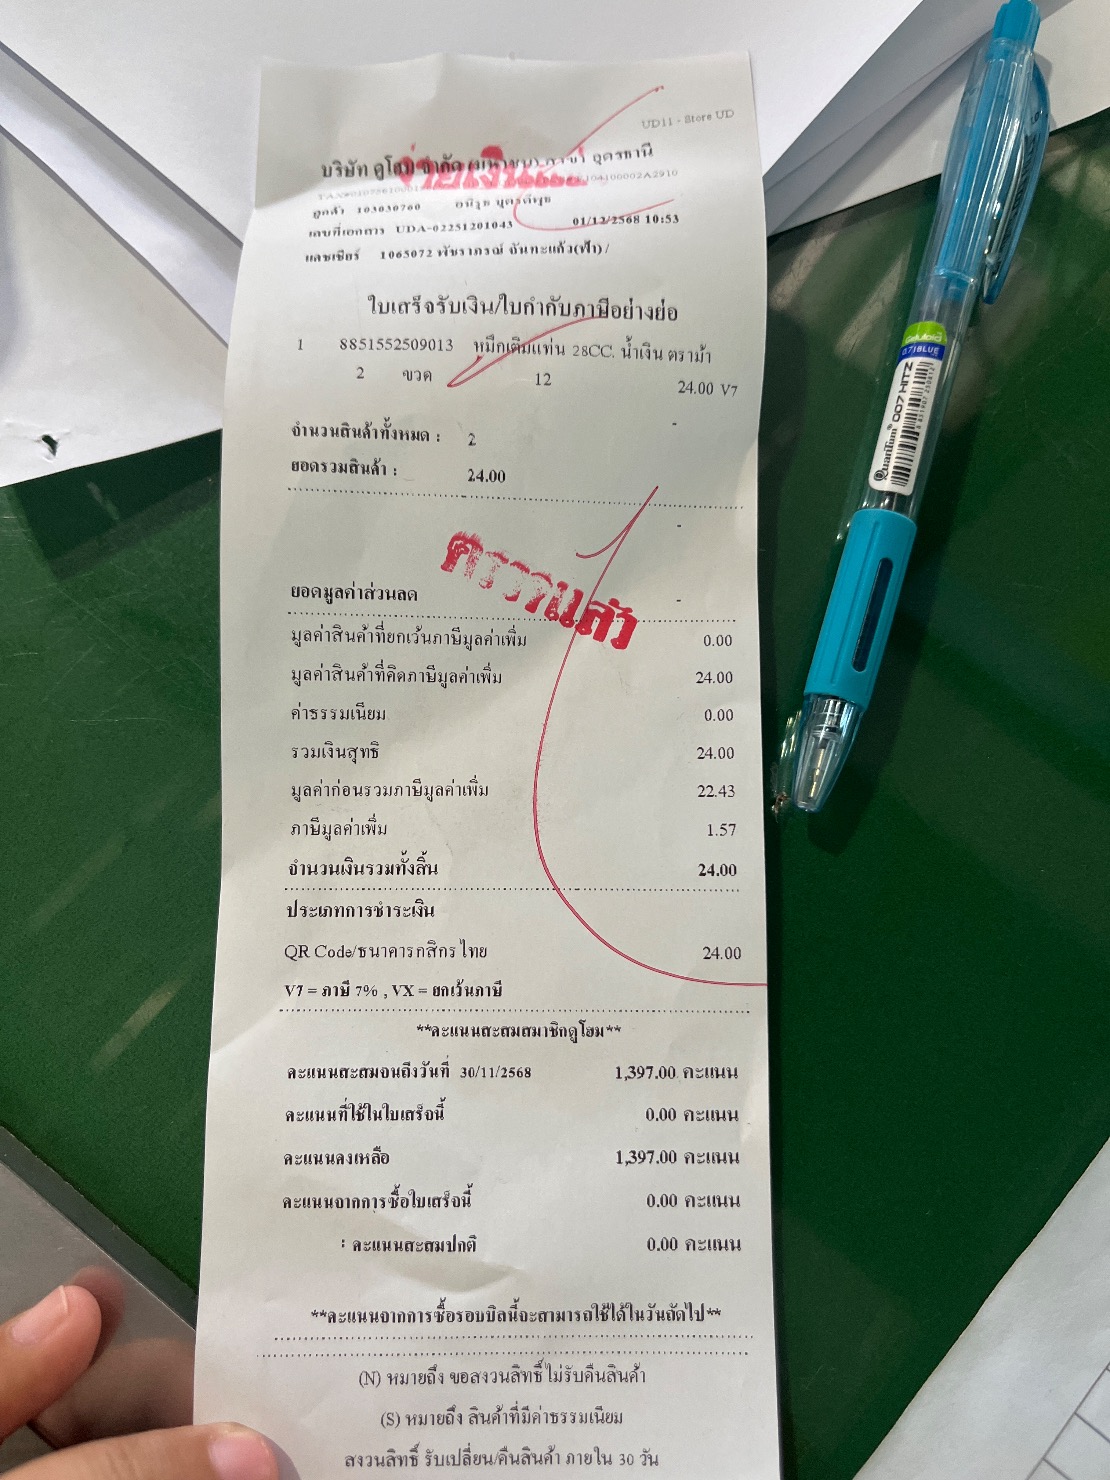 UD11 - Store UD
บริษัท ดูโฮม จำกัด (มหาชน) สาขา อุดรธานี
จ่ายเงินแล้ว
ลูกค้า 103030760
เลขที่เอกสาร UDA-02251201043 01/12/2568 10:53
แคชเชียร์ 1065072 พัชราภรณ์ ฉันทะแก้ว(ฟ้า) /
ใบเสร็จรับเงิน/ใบกำกับภาษีอย่างย่อ
1 8851552509013 หมึกเติมแท่น 28CC. น้ำเงิน ตราม้า
2 ขวด 12 24.00 V7
จำนวนสินค้าทั้งหมด : 2 -
ยอดรวมสินค้า : 24.00
-
ตรวจแล้ว
ยอดมูลค่าส่วนลด -
มูลค่าสินค้าที่ยกเว้นภาษีมูลค่าเพิ่ม 0.00
มูลค่าสินค้าที่คิดภาษีมูลค่าเพิ่ม 24.00
ค่าธรรมเนียม 0.00
รวมเงินสุทธิ 24.00
มูลค่าก่อนรวมภาษีมูลค่าเพิ่ม 22.43
ภาษีมูลค่าเพิ่ม 1.57
จำนวนเงินรวมทั้งสิ้น 24.00
ประเภทการชำระเงิน
QR Code/ธนาคารกสิกรไทย 24.00
V7 = ภาษี 7% , VX = ยกเว้นภาษี
**คะแนนสะสมสมาชิกดูโฮม**
คะแนนสะสมจนถึงวันที่ 30/11/2568 1,397.00 คะแนน
คะแนนที่ใช้ในใบเสร็จนี้ 0.00 คะแนน
คะแนนคงเหลือ 1,397.00 คะแนน
คะแนนจากการซื้อใบเสร็จนี้ 0.00 คะแนน
: คะแนนสะสมปกติ 0.00 คะแนน
**คะแนนจากการซื้อรอบบิลนี้จะสามารถใช้ได้ในวันถัดไป**
(N) หมายถึง ขอสงวนสิทธิ์ไม่รับคืนสินค้า
(S) หมายถึง สินค้าที่มีค่าธรรมเนียม
สงวนสิทธิ์ รับเปลี่ยน/คืนสินค้า ภายใน 30 วัน
Geluloid
0.7 BLUE
Quantum 007 HITZ